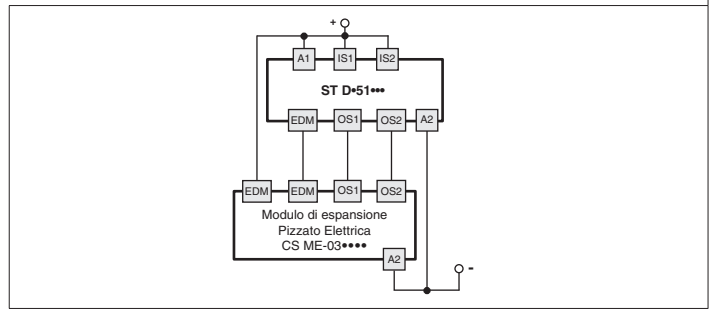 +
A1 IS1 IS2
ST D•51•••
EDM OS1 OS2 A2
EDM EDM OS1 OS2
Modulo di espansione
Pizzato Elettrica
CS ME-03••••
A2
-